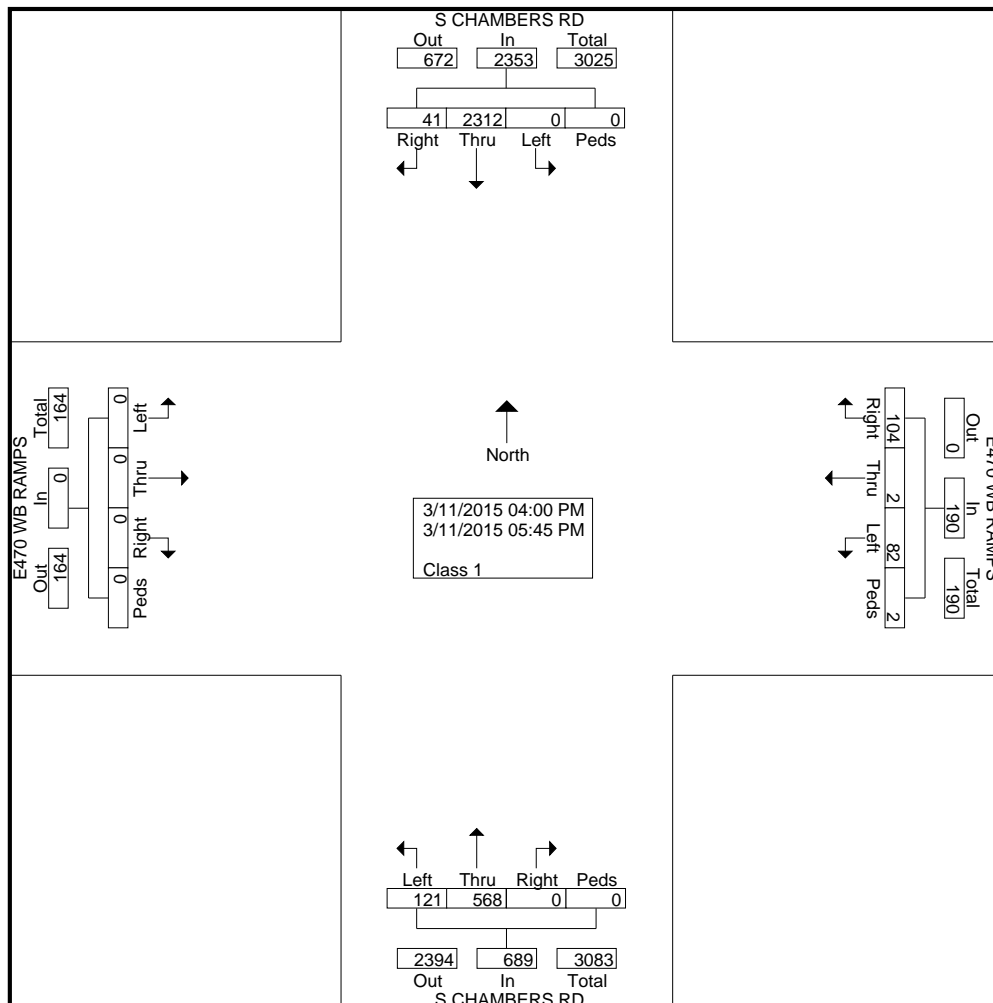 S CHAMBERS RD
Out In Total
672 2353 3025
41 2312 0 0
Right Thru Left Peds
E470 WB RAMPS
Total In Out
164 0 164
0 0 0 0
Left Thru Right Peds
North
3/11/2015 04:00 PM
3/11/2015 05:45 PM
Class 1
Right Thru Left Peds
104 2 82 2
Out In Total
0 190 190
E470 WB RAMPS
Left Thru Right Peds
121 568 0 0
2394 689 3083
Out In Total
S CHAMBERS RD